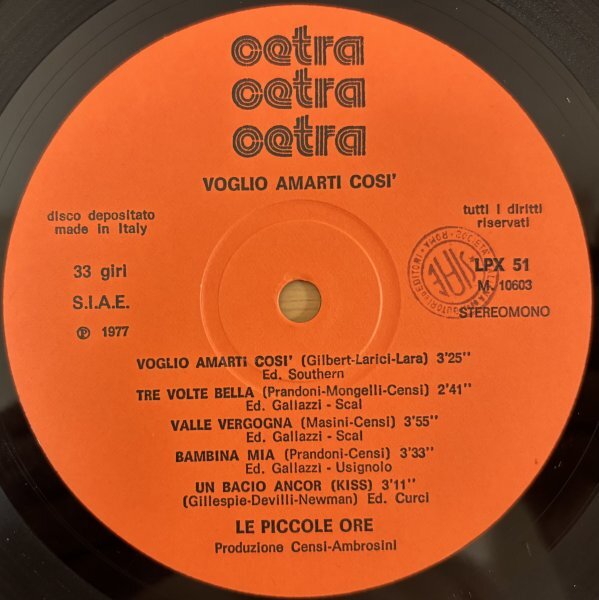 cetra
cetra
cetra
VOGLIO AMARTI COSI'
disco depositato
made in Italy
tutti i diritti
riservati
33 giri
S.I.A.E.
℗ 1977
SIAE
ROMA
LPX 51
M. 10603
STEREOMONO
VOGLIO AMARTI COSI' (Gilbert-Larici-Lara) 3'25''
Ed. Southern
TRE VOLTE BELLA (Prandoni-Mongelli-Censi) 2'41''
Ed. Gallazzi - Scal
VALLE VERGOGNA (Masini-Censi) 3'55''
Ed. Gallazzi - Scal
BAMBINA MIA (Prandoni-Censi) 3'33''
Ed. Gallazzi - Usignolo
UN BACIO ANCOR (KISS) 3'11''
(Gillespie-Devilli-Newman) Ed. Curci
LE PICCOLE ORE
Produzione Censi-Ambrosini